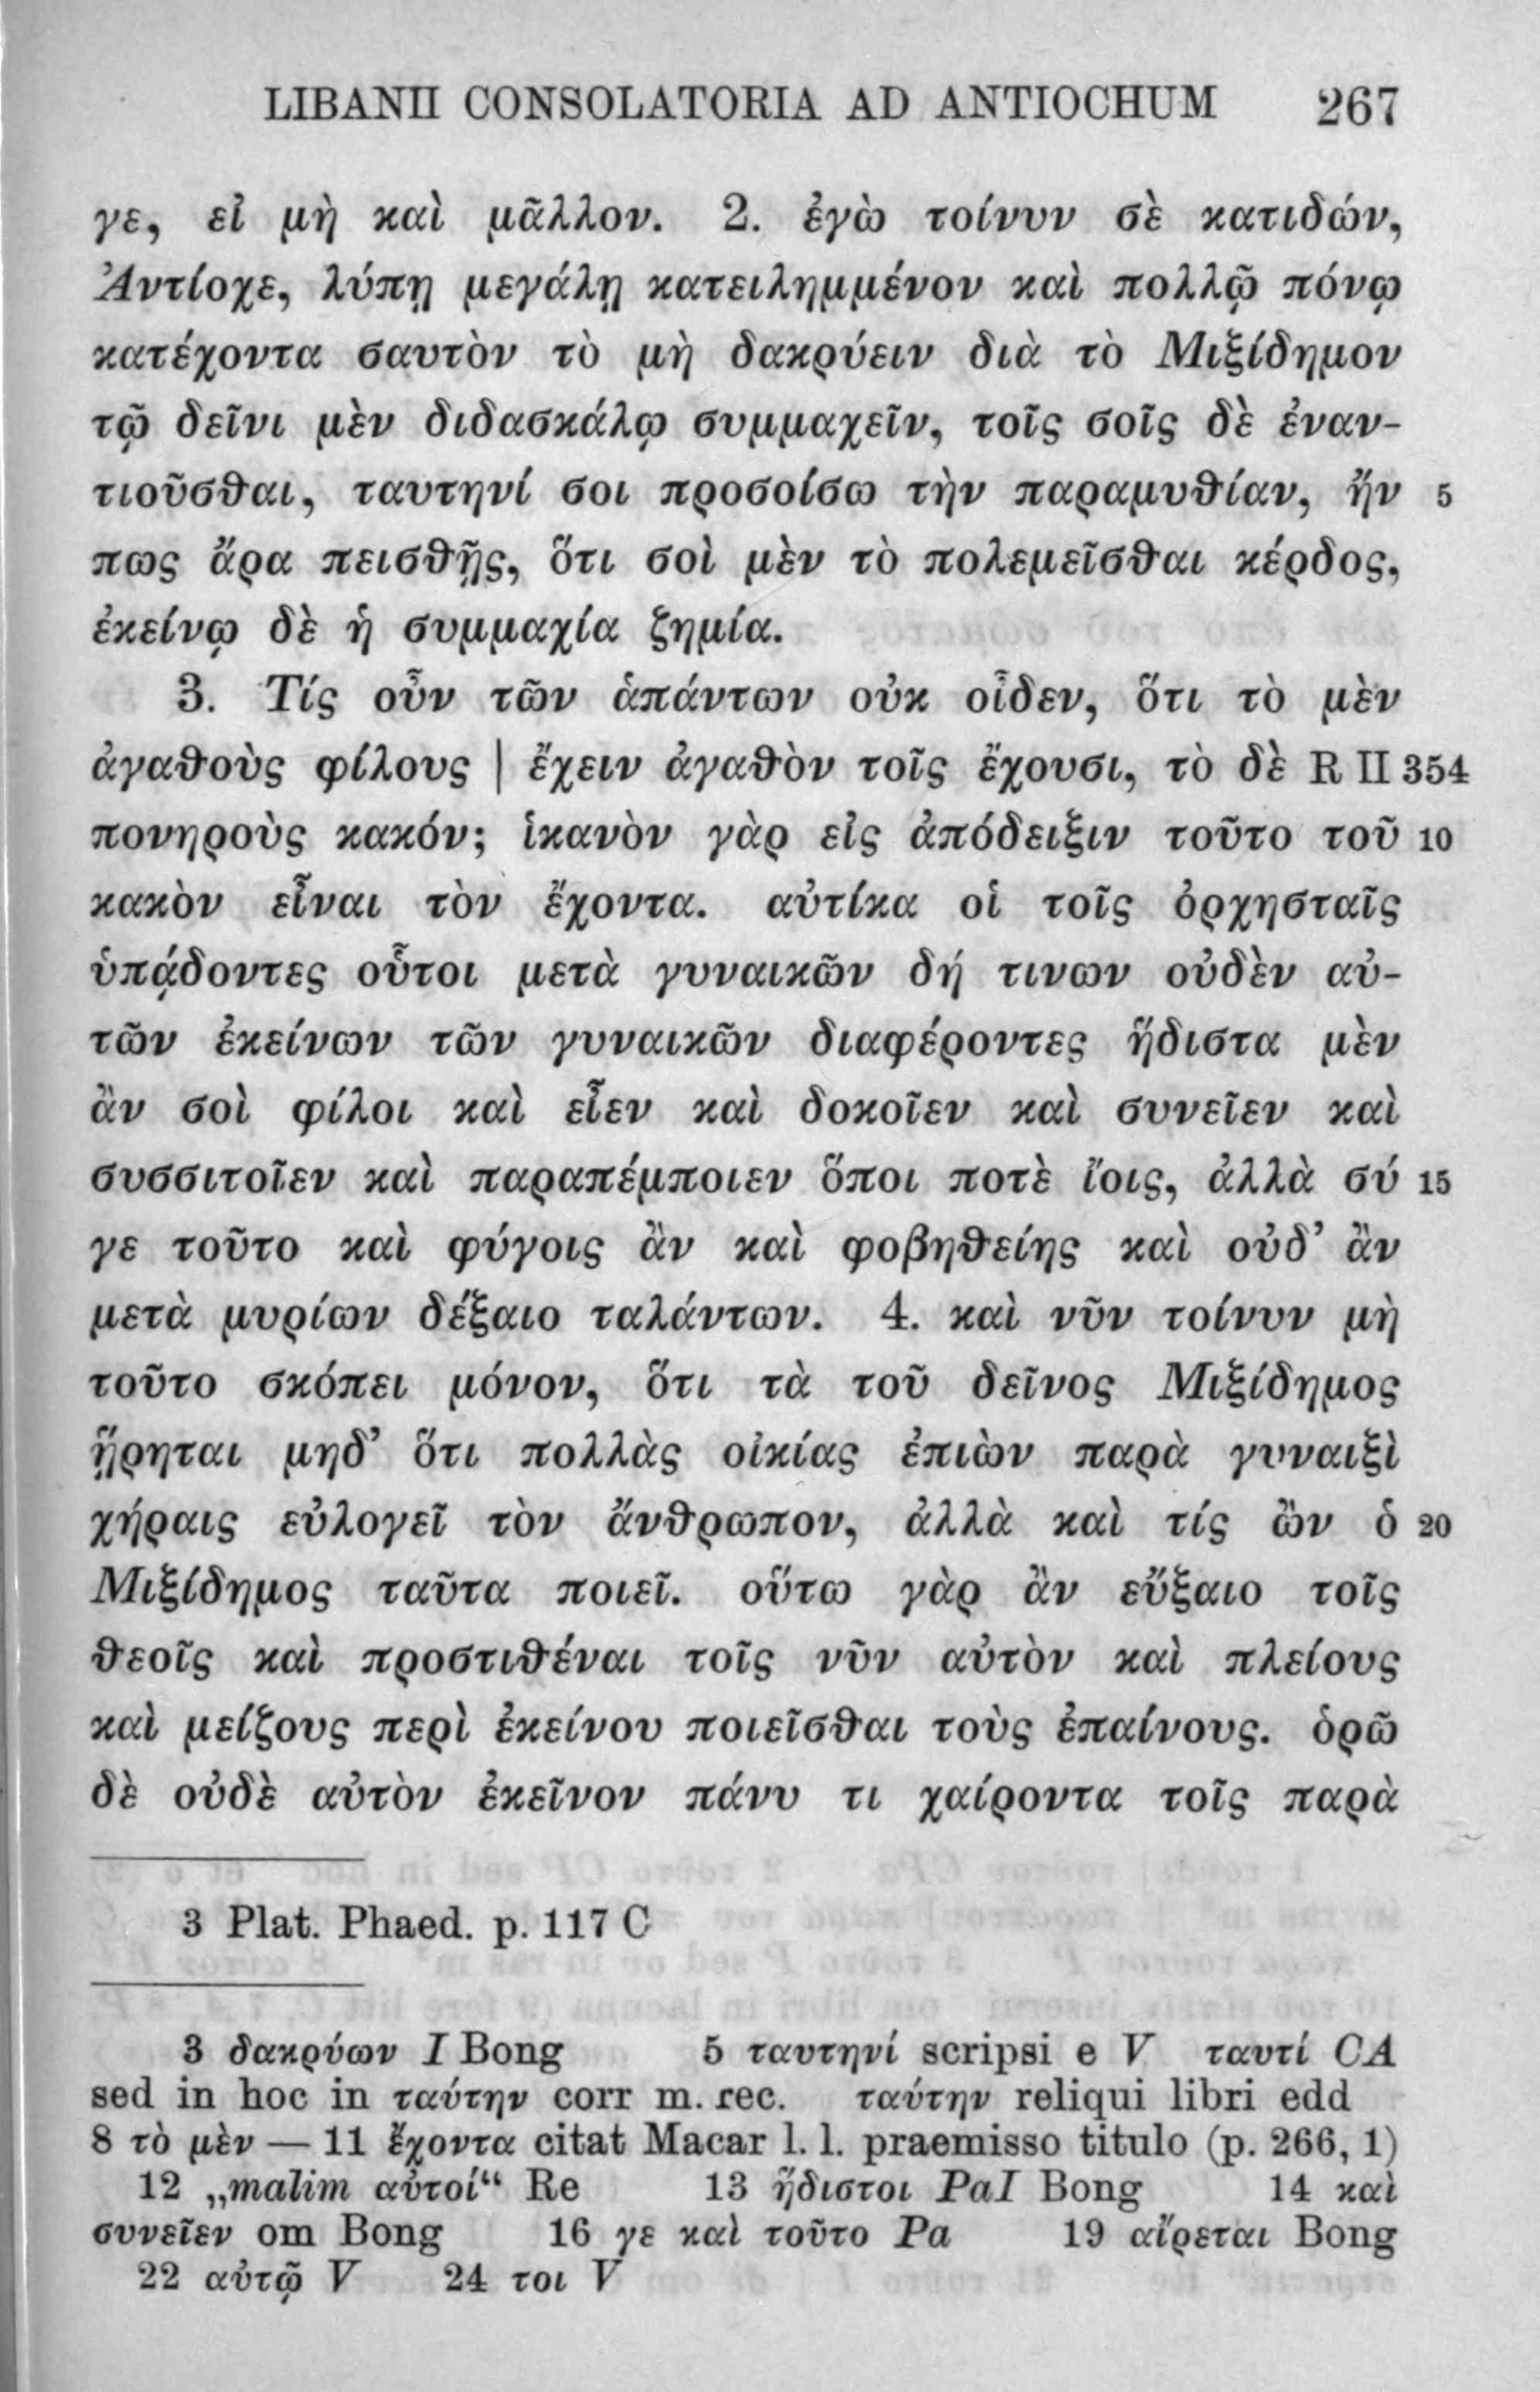 LIBANII CONSOLATORIA AD ANTIOCHUM 267
γε, εἰ μὴ καὶ μᾶλλον. 2. ἐγὼ τοίνυν σὲ κατιδών,
Ἀντίοχε, λύπῃ μεγάλῃ κατειλημμένον καὶ πολλῷ πόνῳ
κατέχοντα σαυτὸν τὸ μὴ δακρύειν διὰ τὸ Μιξίδημον
τῷ δεῖνι μὲν διδασκάλῳ συμμαχεῖν, τοῖς σοῖς δὲ ἐναν-
τιοῦσθαι, ταυτηνί σοι προσοίσω τὴν παραμυθίαν, ἤν 5
πως ἄρα πεισθῇς, ὅτι σοὶ μὲν τὸ πολεμεῖσθαι κέρδος,
ἐκείνῳ δὲ ἡ συμμαχία ζημία.
3. Τίς οὖν τῶν ἁπάντων οὐκ οἶδεν, ὅτι τὸ μὲν
ἀγαθοὺς φίλους | ἔχειν ἀγαθὸν τοῖς ἔχουσι, τὸ δὲ R II 354
πονηροὺς κακόν; ἱκανὸν γὰρ εἰς ἀπόδειξιν τοῦτο τοῦ 10
κακὸν εἶναι τὸν ἔχοντα. αὐτίκα οἱ τοῖς ὀρχησταῖς
ὑπᾴδοντες οὗτοι μετὰ γυναικῶν δή τινων οὐδὲν αὐ-
τῶν ἐκείνων τῶν γυναικῶν διαφέροντες ἥδιστα μὲν
ἂν σοὶ φίλοι καὶ εἶεν καὶ δοκοῖεν καὶ συνεῖεν καὶ
συσσιτοῖεν καὶ παραπέμποιεν ὅποι ποτὲ ἴοις, ἀλλὰ σύ 15
γε τοῦτο καὶ φύγοις ἂν καὶ φοβηθείης καὶ οὐδ’ ἂν
μετὰ μυρίων δέξαιο ταλάντων. 4. καὶ νῦν τοίνυν μὴ
τοῦτο σκόπει μόνον, ὅτι τὰ τοῦ δεῖνος Μιξίδημος
ᾕρηται μηδ’ ὅτι πολλὰς οἰκίας ἐπιὼν παρὰ γυναιξὶ
χήραις εὐλογεῖ τὸν ἄνθρωπον, ἀλλὰ καὶ τίς ὢν ὁ 20
Μιξίδημος ταῦτα ποιεῖ. οὕτω γὰρ ἂν εὔξαιο τοῖς
θεοῖς καὶ προστιθέναι τοῖς νῦν αὐτὸν καὶ πλείους
καὶ μείζους περὶ ἐκείνου ποιεῖσθαι τοὺς ἐπαίνους. ὁρῶ
δὲ οὐδὲ αὐτὸν ἐκεῖνον πάνυ τι χαίροντα τοῖς παρὰ
3 Plat. Phaed. p. 117 C
3 δακρύων I Bong 5 ταυτηνί scripsi e V ταυτί CA
sed in hoc in ταύτην corr m. rec. ταύτην reliqui libri edd
8 τὸ μὲν — 11 ἔχοντα citat Macar l. l. praemisso titulo (p. 266, 1)
12 „malim αὐτοί“ Re 13 ἥδιστοι PaI Bong 14 καὶ
συνεῖεν om Bong 16 γε καὶ τοῦτο Pa 19 αἴρεται Bong
22 αὐτῷ V 24 τοι V